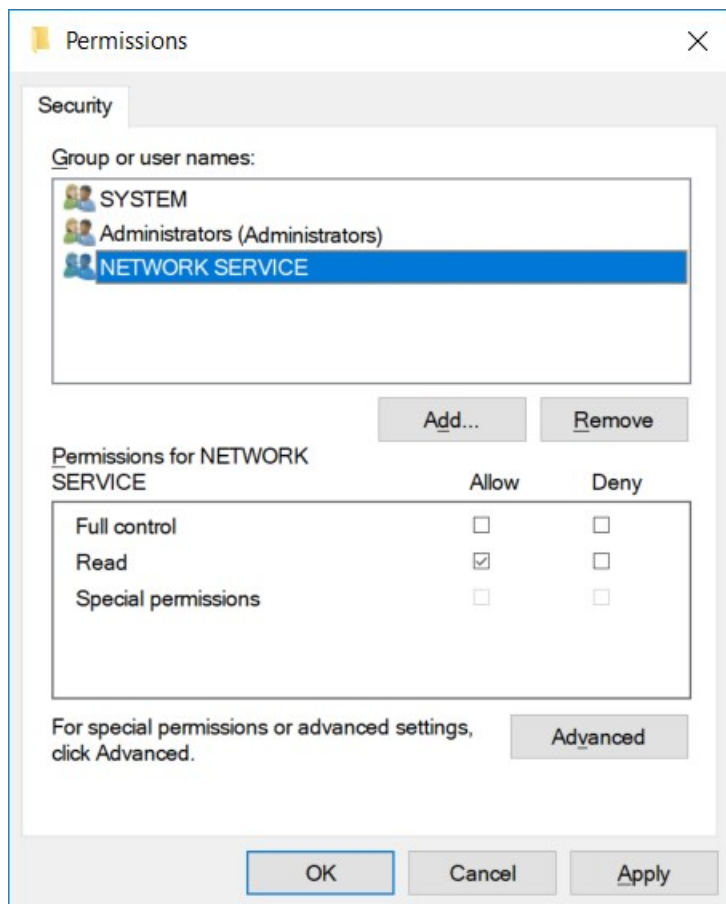 Permissions
Security
Group or user names:
SYSTEM
Administrators (Administrators)
NETWORK SERVICE
Add...
Remove
Permissions for NETWORK
SERVICE
Allow
Deny
Full control
Read
Special permissions
For special permissions or advanced settings,
click Advanced.
Advanced
OK
Cancel
Apply